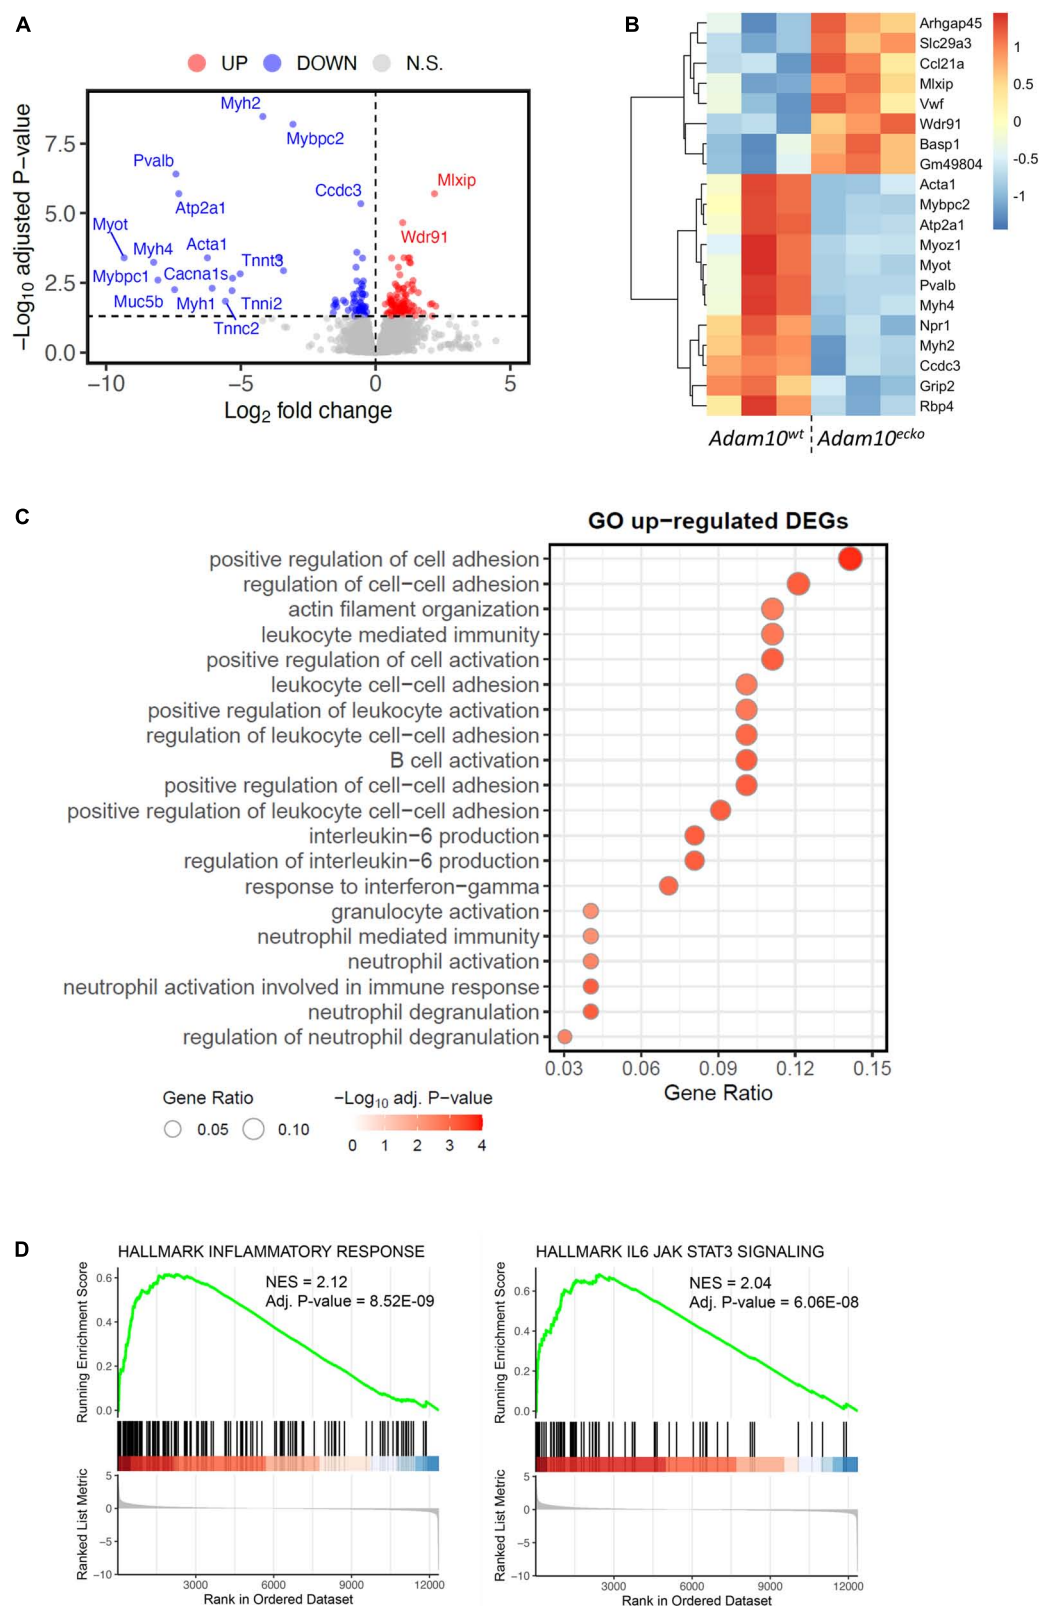 A
UP DOWN N.S.
−Log10 adjusted P−value
7.5
5.0
2.5
0.0
Myh2
Mybpc2
Pvalb
Atp2a1
Ccdc3
Mlxip
Wdr91
Myot
Myh4
Acta1
Tnnt3
Mybpc1
Cacna1s
Muc5b
Myh1
Tnni2
Tnnc2
−10 −5 0 5
Log2 fold change
B
Arhgap45
Slc29a3
Ccl21a
Mlxip
Vwf
Wdr91
Basp1
Gm49804
Acta1
Mybpc2
Atp2a1
Myoz1
Myot
Pvalb
Myh4
Npr1
Myh2
Ccdc3
Grip2
Rbp4
1
0.5
0
-0.5
-1
Adam10wt Adam10ecko
C
GO up−regulated DEGs
positive regulation of cell adhesion
regulation of cell−cell adhesion
actin filament organization
leukocyte mediated immunity
positive regulation of cell activation
leukocyte cell−cell adhesion
positive regulation of leukocyte activation
regulation of leukocyte cell−cell adhesion
B cell activation
positive regulation of cell−cell adhesion
positive regulation of leukocyte cell−cell adhesion
interleukin−6 production
regulation of interleukin−6 production
response to interferon−gamma
granulocyte activation
neutrophil mediated immunity
neutrophil activation
neutrophil activation involved in immune response
neutrophil degranulation
regulation of neutrophil degranulation
0.03 0.06 0.09 0.12 0.15
Gene Ratio
Gene Ratio
0.05 0.10
−Log10 adj. P−value
0 1 2 3 4
D
HALLMARK INFLAMMATORY RESPONSE
NES = 2.12
Adj. P-value = 8.52E-09
Running Enrichment Score
0.6
0.4
0.2
0.0
Ranked List Metric
5
0
−5
−10
3000 6000 9000 12000
Rank in Ordered Dataset
HALLMARK IL6 JAK STAT3 SIGNALING
NES = 2.04
Adj. P-value = 6.06E-08
Running Enrichment Score
0.6
0.4
0.2
0.0
Ranked List Metric
5
0
−5
−10
3000 6000 9000 12000
Rank in Ordered Dataset